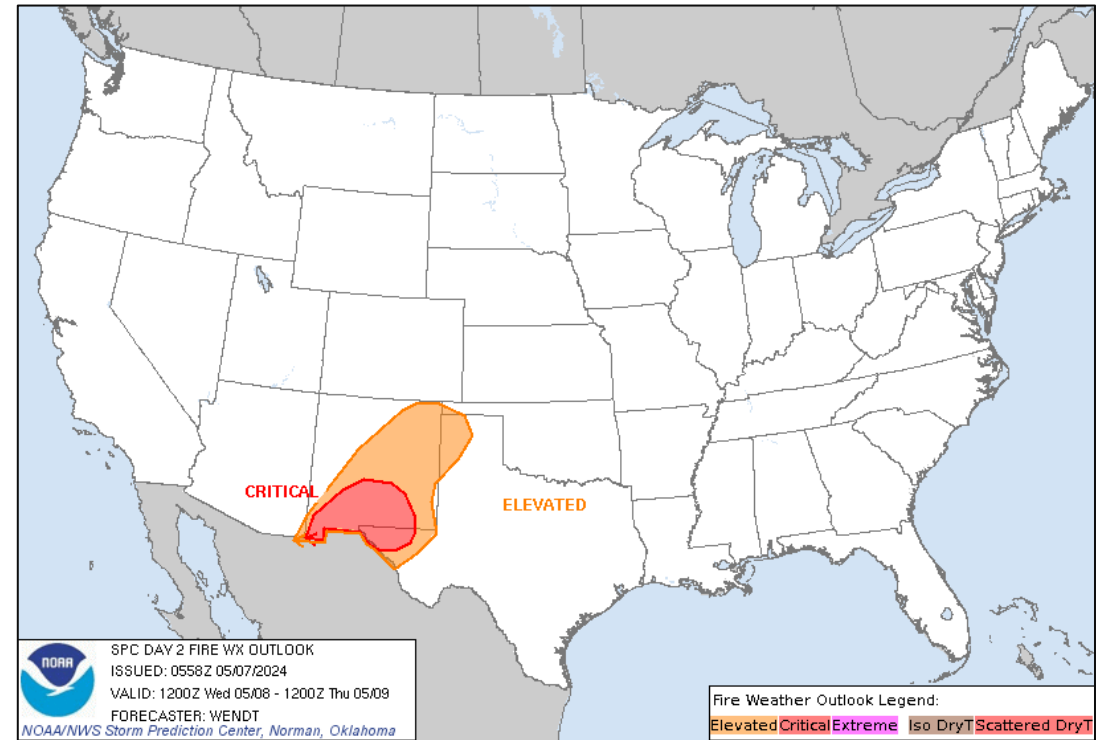 CRITICAL
ELEVATED
NOAA
SPC DAY 2 FIRE WX OUTLOOK
ISSUED: 0558Z 05/07/2024
VALID: 1200Z Wed 05/08 - 1200Z Thu 05/09
FORECASTER: WENDT
NOAA/NWS Storm Prediction Center, Norman, Oklahoma
Fire Weather Outlook Legend:
Elevated Critical Extreme Iso DryT Scattered DryT